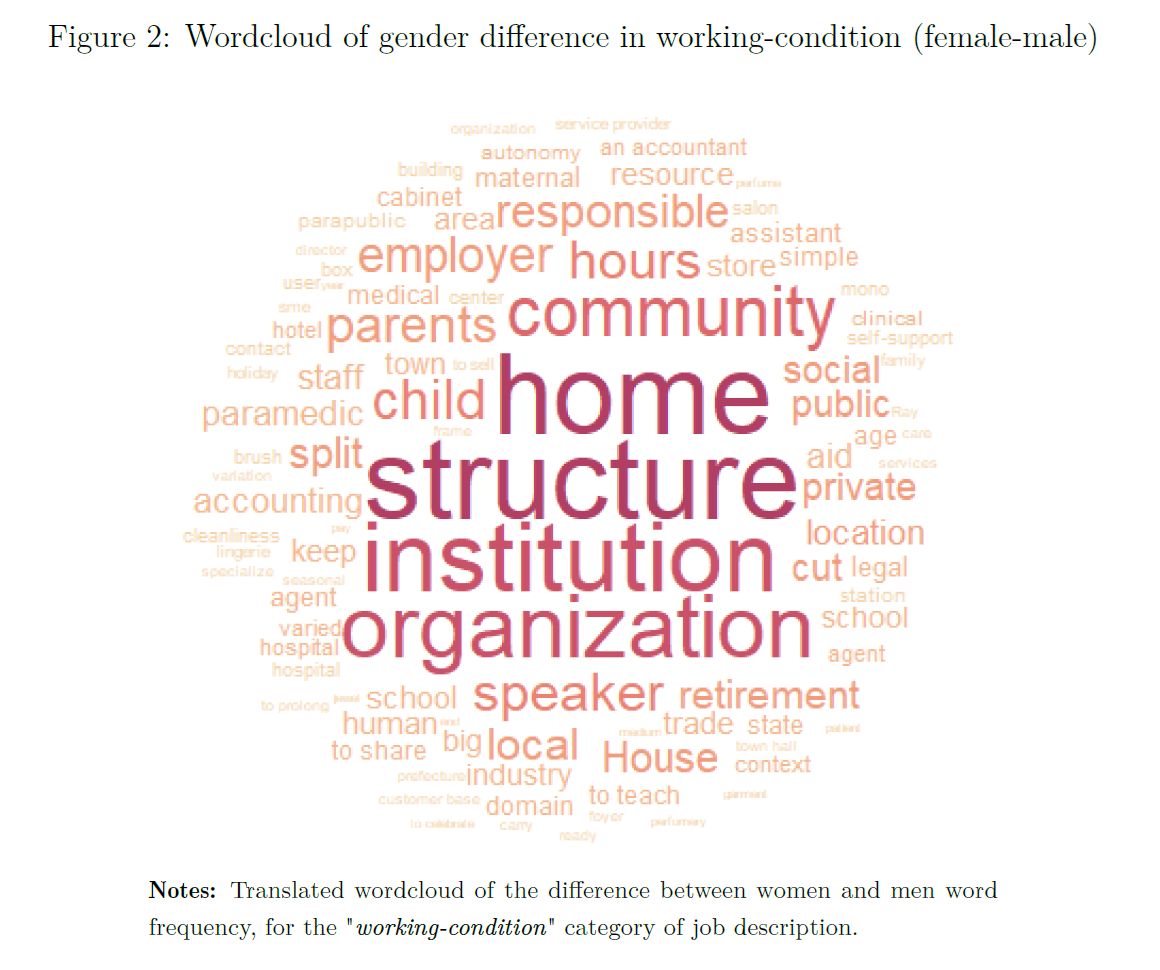 Figure 2: Wordcloud of gender difference in working-condition (female-male)
organization service provider
autonomy an accountant
building maternal resource perfume
cabinet
parapublic area responsible salon
assistant
director employer hours store simple
box
user medical center community mono
sme
hotel parents clinical
self-support
contact
holiday staff town to sell home social family
paramedic child public Ray
frame age care
brush split aid services
variation structure private
accounting
cleanliness pay location
lingerie keep institution cut legal
specialize seasonal
agent station
varied organization school
hospital agent
hospital
to prolong school speaker retirement
human trade state patient
medium
to share big local House town hall
context
prefecture industry
customer base domain to teach garment
foyer
to celebrate carry perfumery
ready
Notes: Translated wordcloud of the difference between women and men word
frequency, for the "working-condition" category of job description.